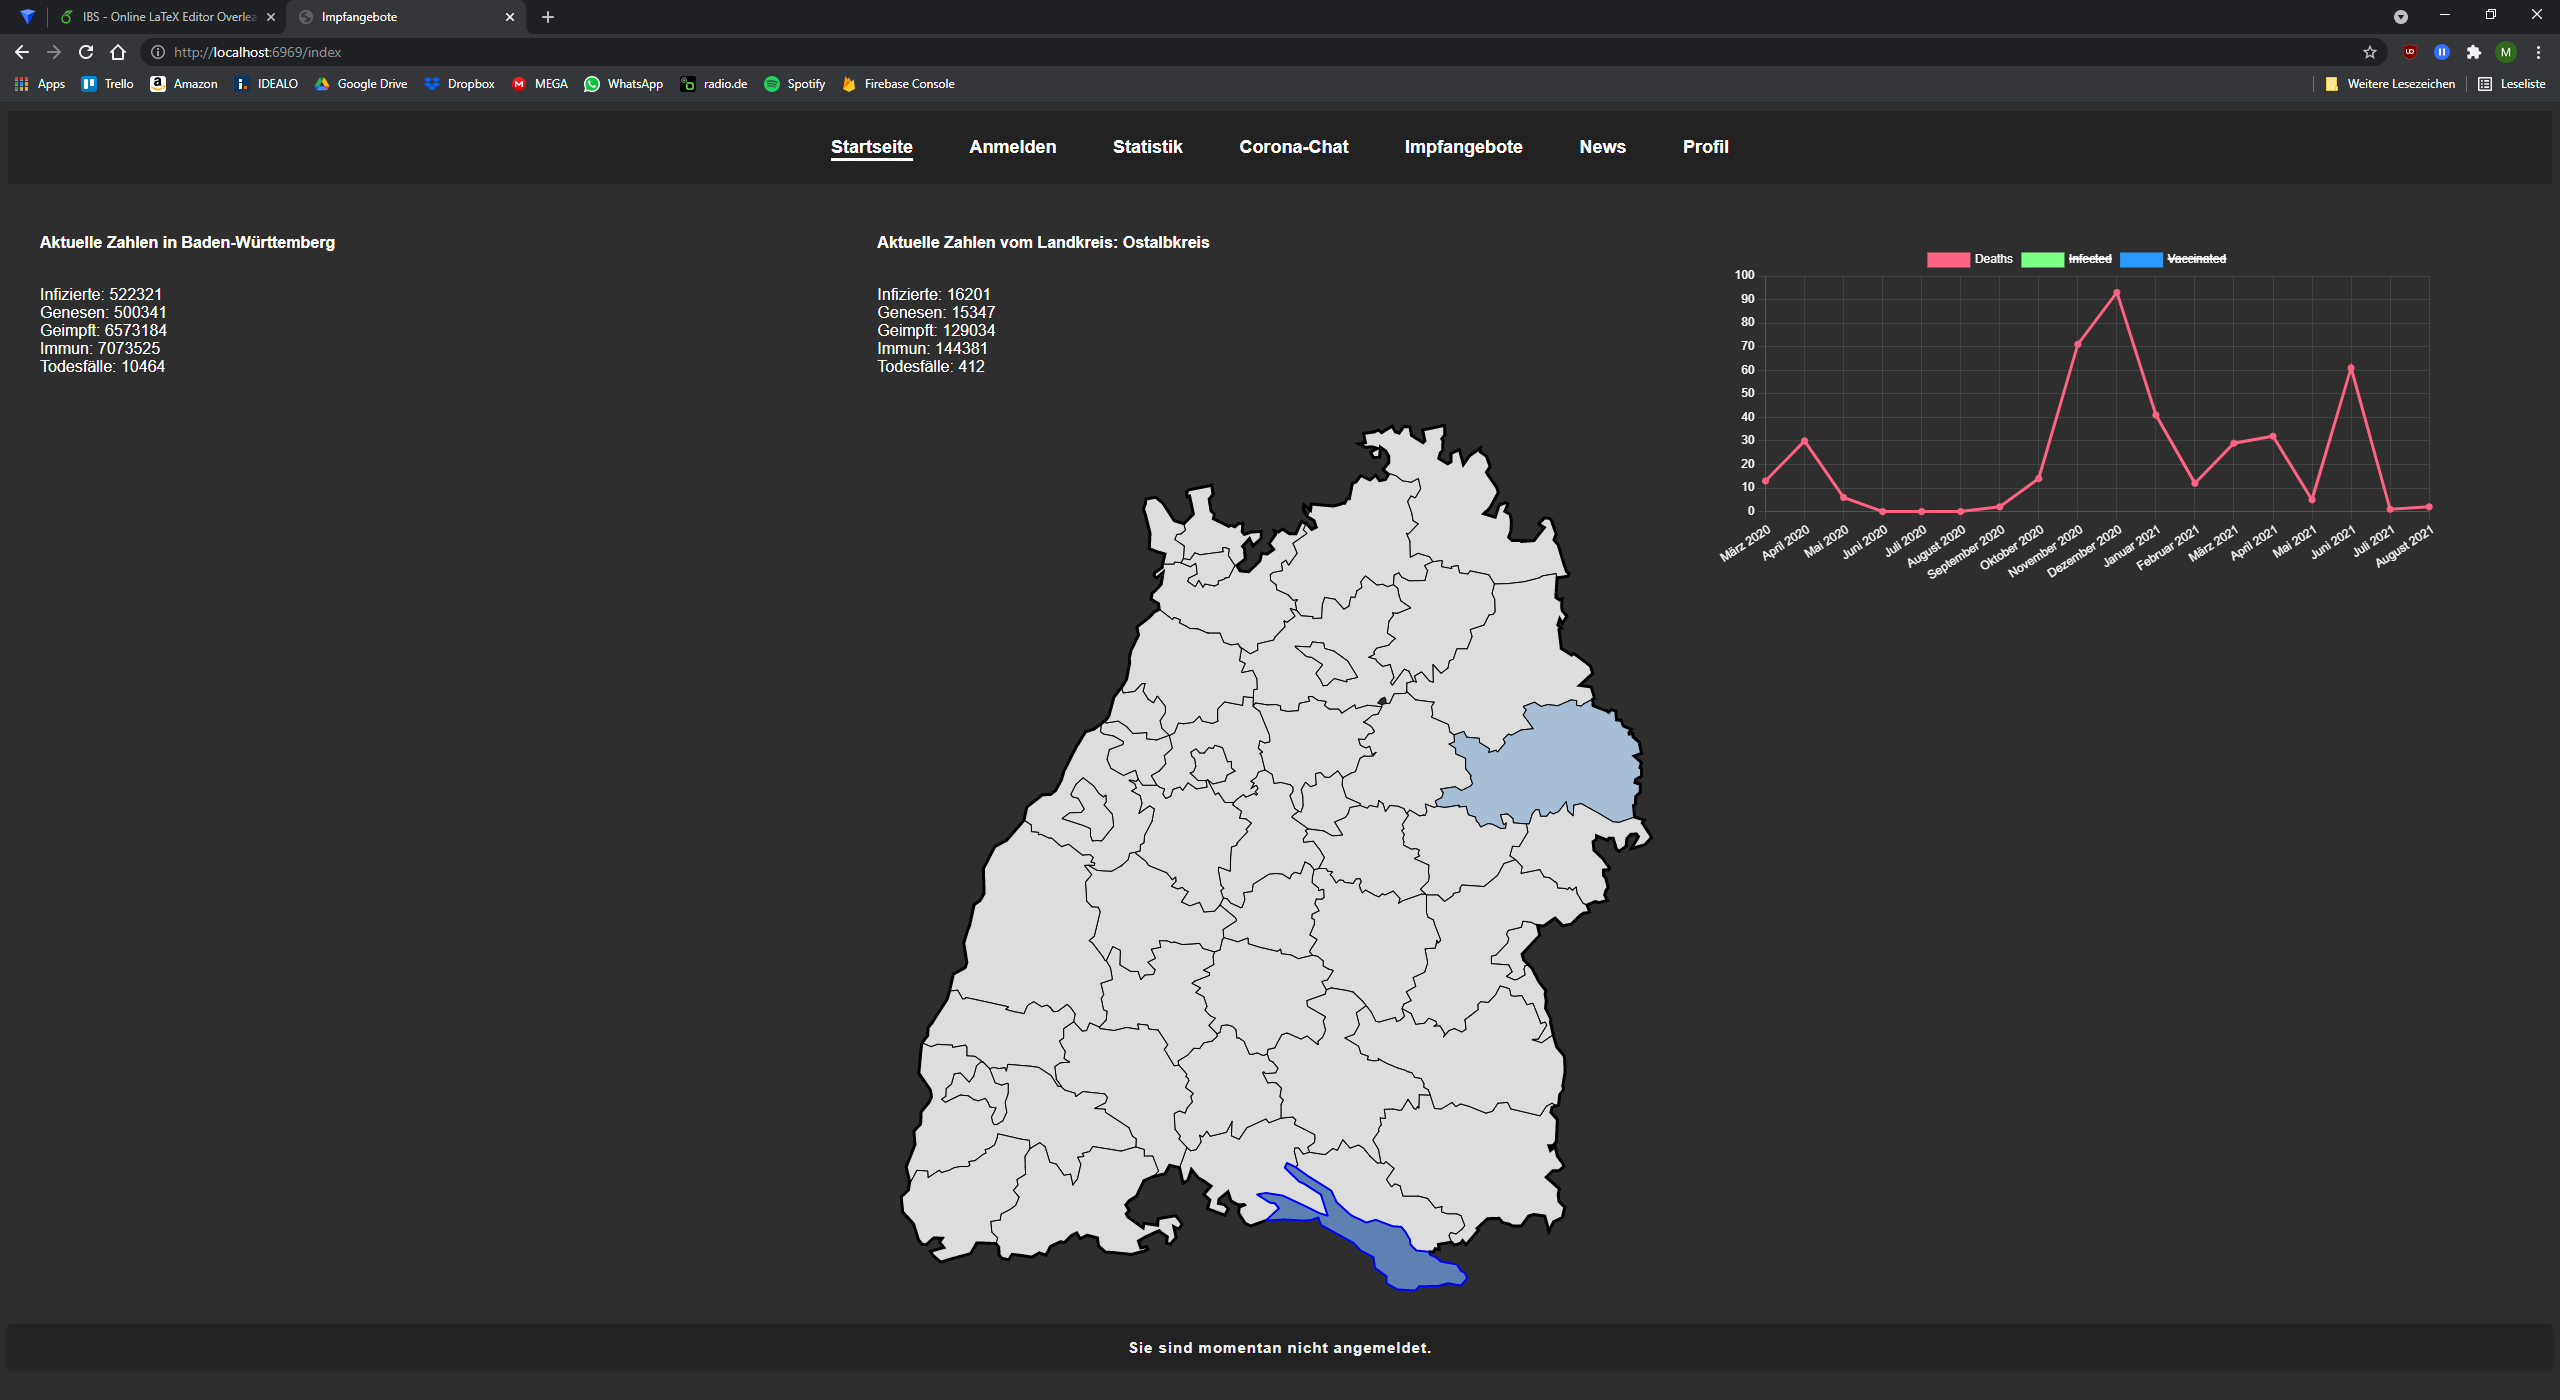 IBS - Online LaTeX Editor Overlea
Impfangebote
http://localhost:6969/index
Apps Trello Amazon IDEALO Google Drive Dropbox MEGA WhatsApp radio.de Spotify Firebase Console Weitere Lesezeichen Leseliste
Startseite Anmelden Statistik Corona-Chat Impfangebote News Profil
Aktuelle Zahlen in Baden-Württemberg
Infizierte: 522321
Genesen: 500341
Geimpft: 6573184
Immun: 7073525
Todesfälle: 10464
Aktuelle Zahlen vom Landkreis: Ostalbkreis
Infizierte: 16201
Genesen: 15347
Geimpft: 129034
Immun: 144381
Todesfälle: 412
Deaths Infected Vaccinated
100
90
80
70
60
50
40
30
20
10
0
März 2020
April 2020
Mai 2020
Juni 2020
Juli 2020
August 2020
September 2020
Oktober 2020
November 2020
Dezember 2020
Januar 2021
Februar 2021
März 2021
April 2021
Mai 2021
Juni 2021
Juli 2021
August 2021
Sie sind momentan nicht angemeldet.